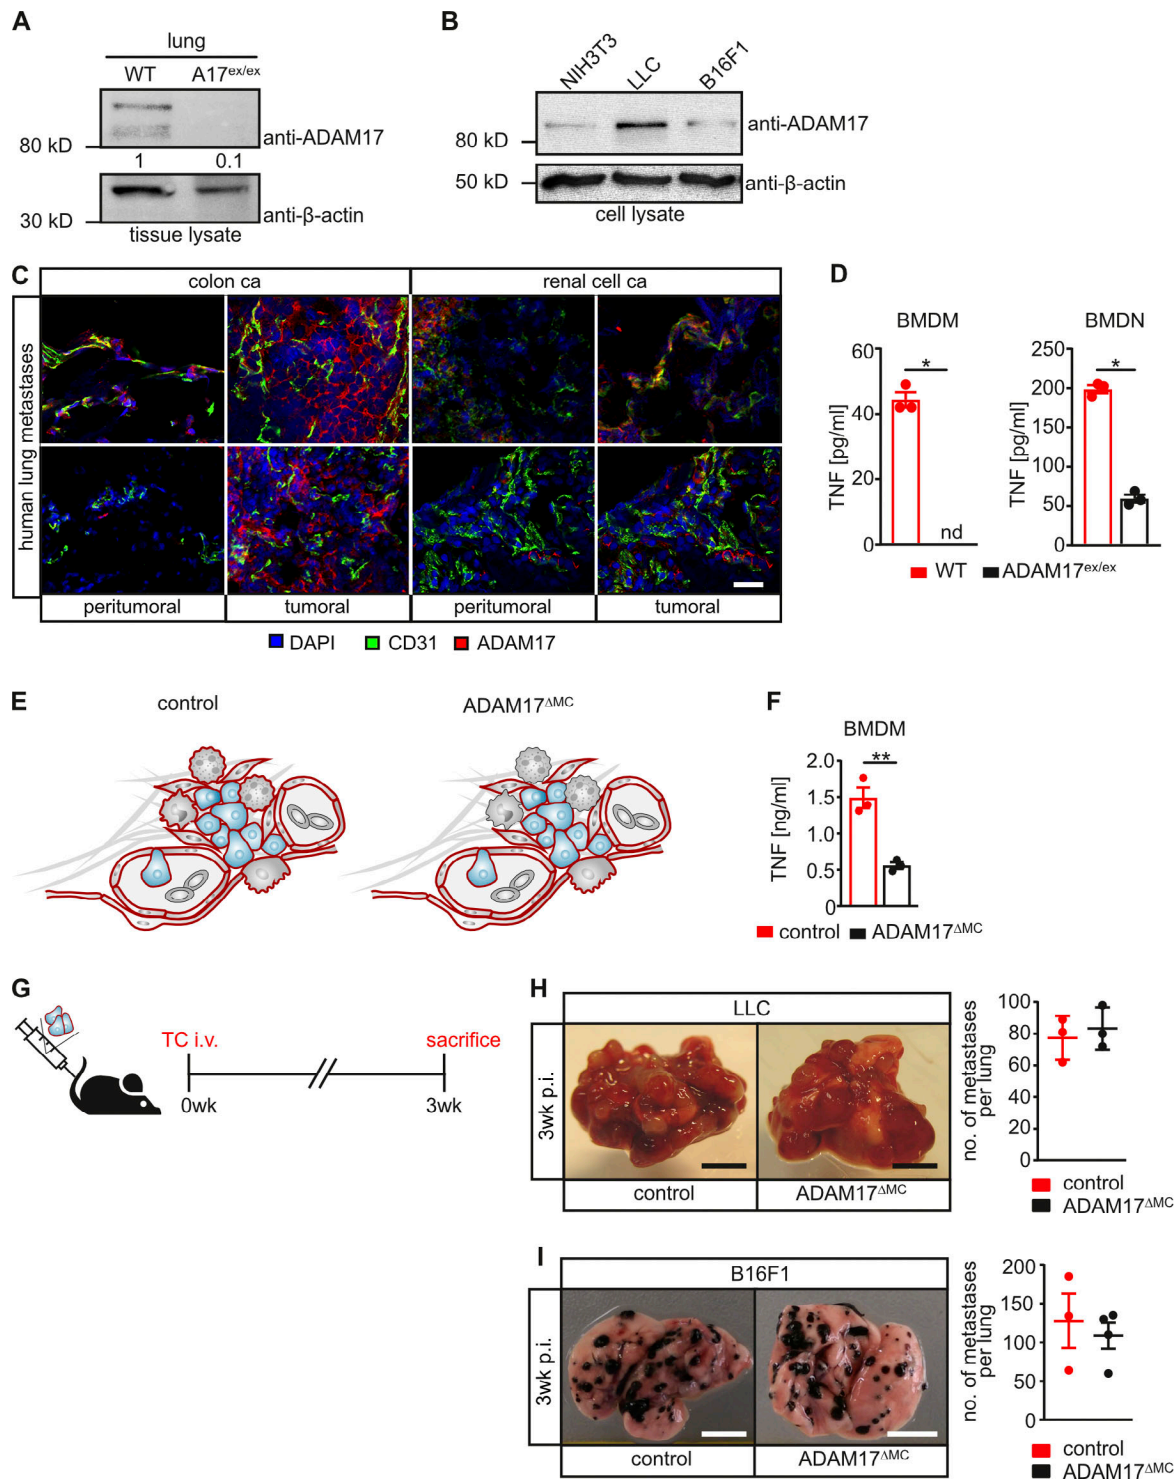 A
lung
WT A17ex/ex
80 kD
anti-ADAM17
1 0.1
30 kD
anti-β-actin
tissue lysate
B
NIH3T3 LLC B16F1
80 kD
anti-ADAM17
50 kD
anti-β-actin
cell lysate
C
colon ca renal cell ca
human lung metastases
peritumoral tumoral peritumoral tumoral
DAPI CD31 ADAM17
D
BMDM
TNF [pg/ml]
60
40
20
0
*
nd
BMDN
TNF [pg/ml]
250
200
150
100
50
0
*
WT ADAM17ex/ex
E
control ADAM17ΔMC
F
BMDM
TNF [ng/ml]
2.0
1.5
1.0
0.5
0
**
control ADAM17ΔMC
G
TC i.v. sacrifice
0wk 3wk
H
LLC
3wk p.i.
control ADAM17ΔMC
no. of metastases
per lung
100
80
60
40
20
0
control
ADAM17ΔMC
I
B16F1
3wk p.i.
control ADAM17ΔMC
no. of metastases
per lung
200
150
100
50
0
control
ADAM17ΔMC